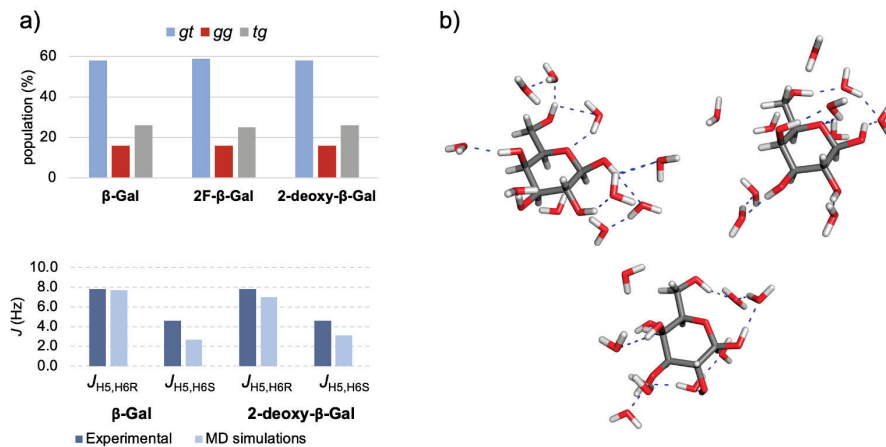 a)
gt gg tg
population (%)
60
40
20
0
β-Gal 2F-β-Gal 2-deoxy-β-Gal
J (Hz)
10.0
8.0
6.0
4.0
2.0
0.0
JH5,H6R JH5,H6S JH5,H6R JH5,H6S
β-Gal 2-deoxy-β-Gal
Experimental MD simulations
b)